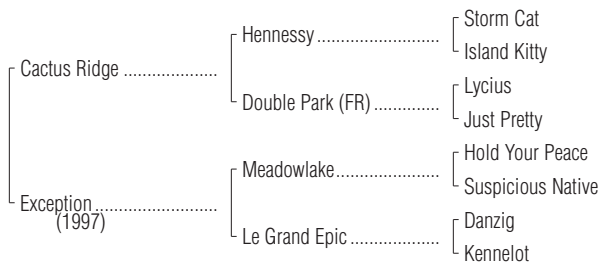 Storm Cat
Hennessy..........................
Island Kitty
Cactus Ridge ....................
Lycius
Double Park (FR)..............
Just Pretty
Hold Your Peace
Meadowlake......................
Suspicious Native
Exception..........................
(1997)
Danzig
Le Grand Epic ...................
Kennelot